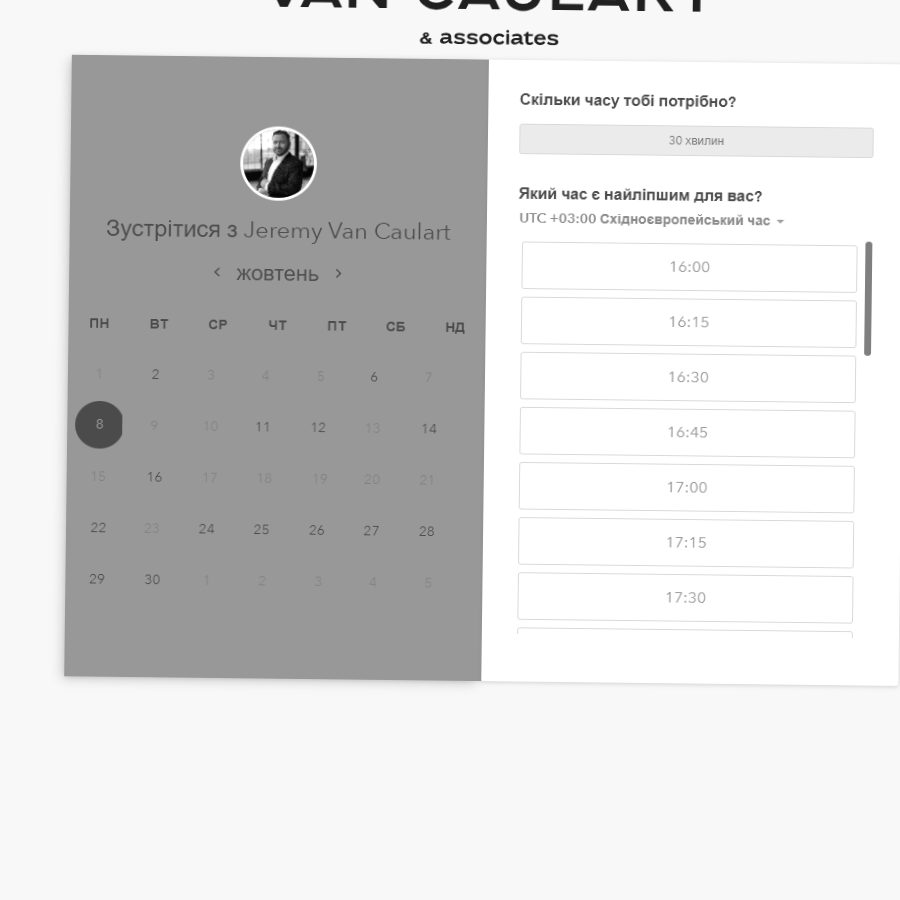 VAN CAULART
& associates
Зустрітися з Jeremy Van Caulart
жовтень
ПН ВТ СР ЧТ ПТ СБ НД
1 2 3 4 5 6 7
8 9 10 11 12 13 14
15 16 17 18 19 20 21
22 23 24 25 26 27 28
29 30 1 2 3 4 5
Скільки часу тобі потрібно?
30 хвилин
Який час є найліпшим для вас?
UTC +03:00 Східноєвропейський час
16:00
16:15
16:30
16:45
17:00
17:15
17:30